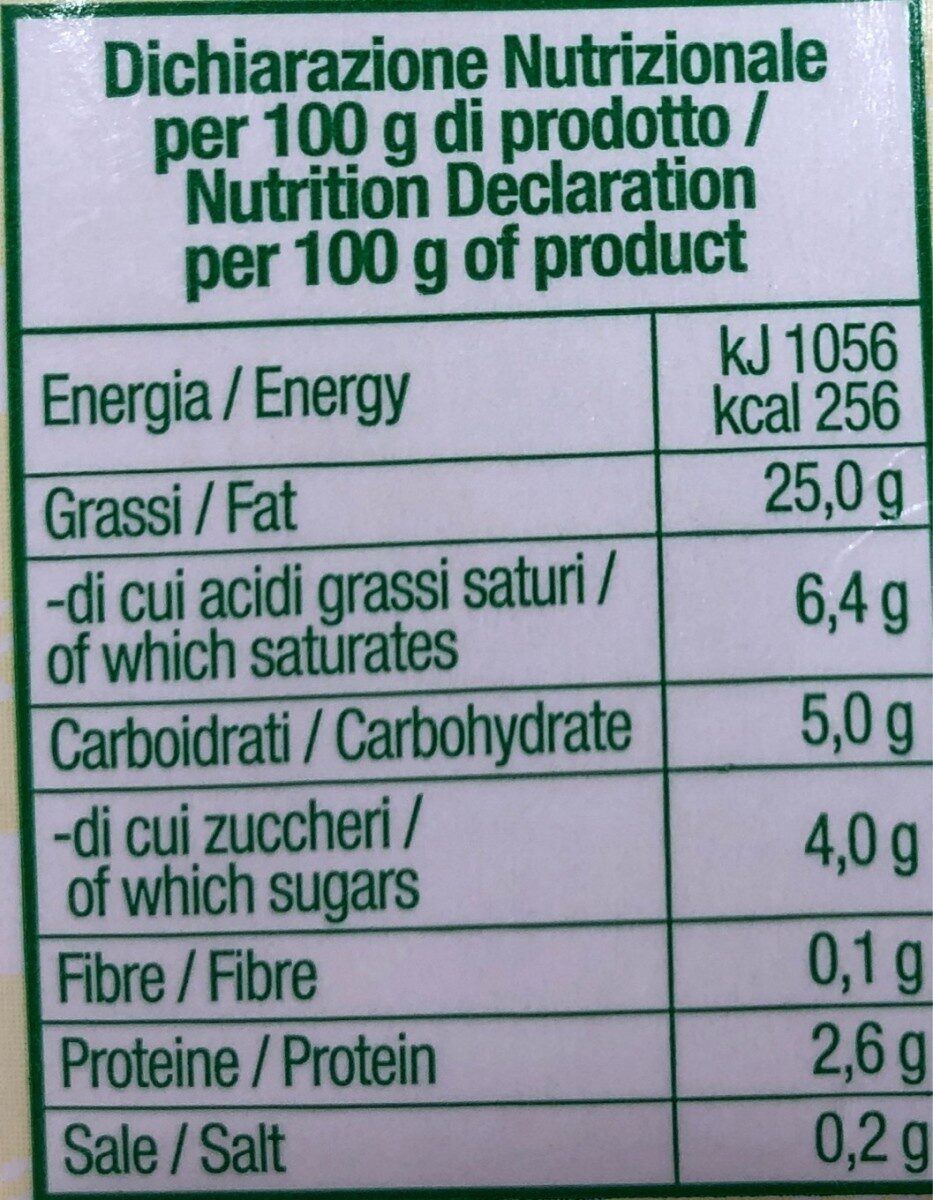 Dichiarazione Nutrizionale
per 100 g di prodotto /
Nutrition Declaration
per 100 g of product
Energia / Energy
kJ 1056
kcal 256
Grassi / Fat
25,0 g
-di cui acidi grassi saturi /
of which saturates
6,4 g
Carboidrati / Carbohydrate
5,0 g
-di cui zuccheri /
of which sugars
4,0 g
Fibre / Fibre
0,1 g
Proteine / Protein
2,6 g
Sale / Salt
0,2 g